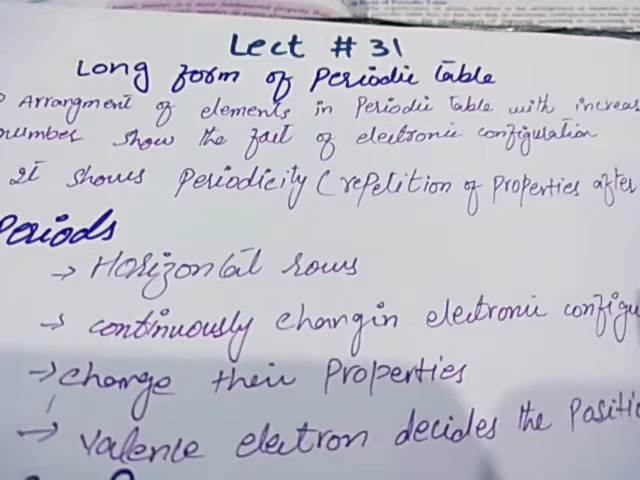 Lect # 31
Long form of Periodic table
Arrangment of elements in Periodic table with increas
number show the fact of electronic configulation
It shows Periodicity (repetition of properties after
Periods
→ Horizontal rows
→ continuously changin electronic configu
→ change their Properties
→ valence electron decides the Positio